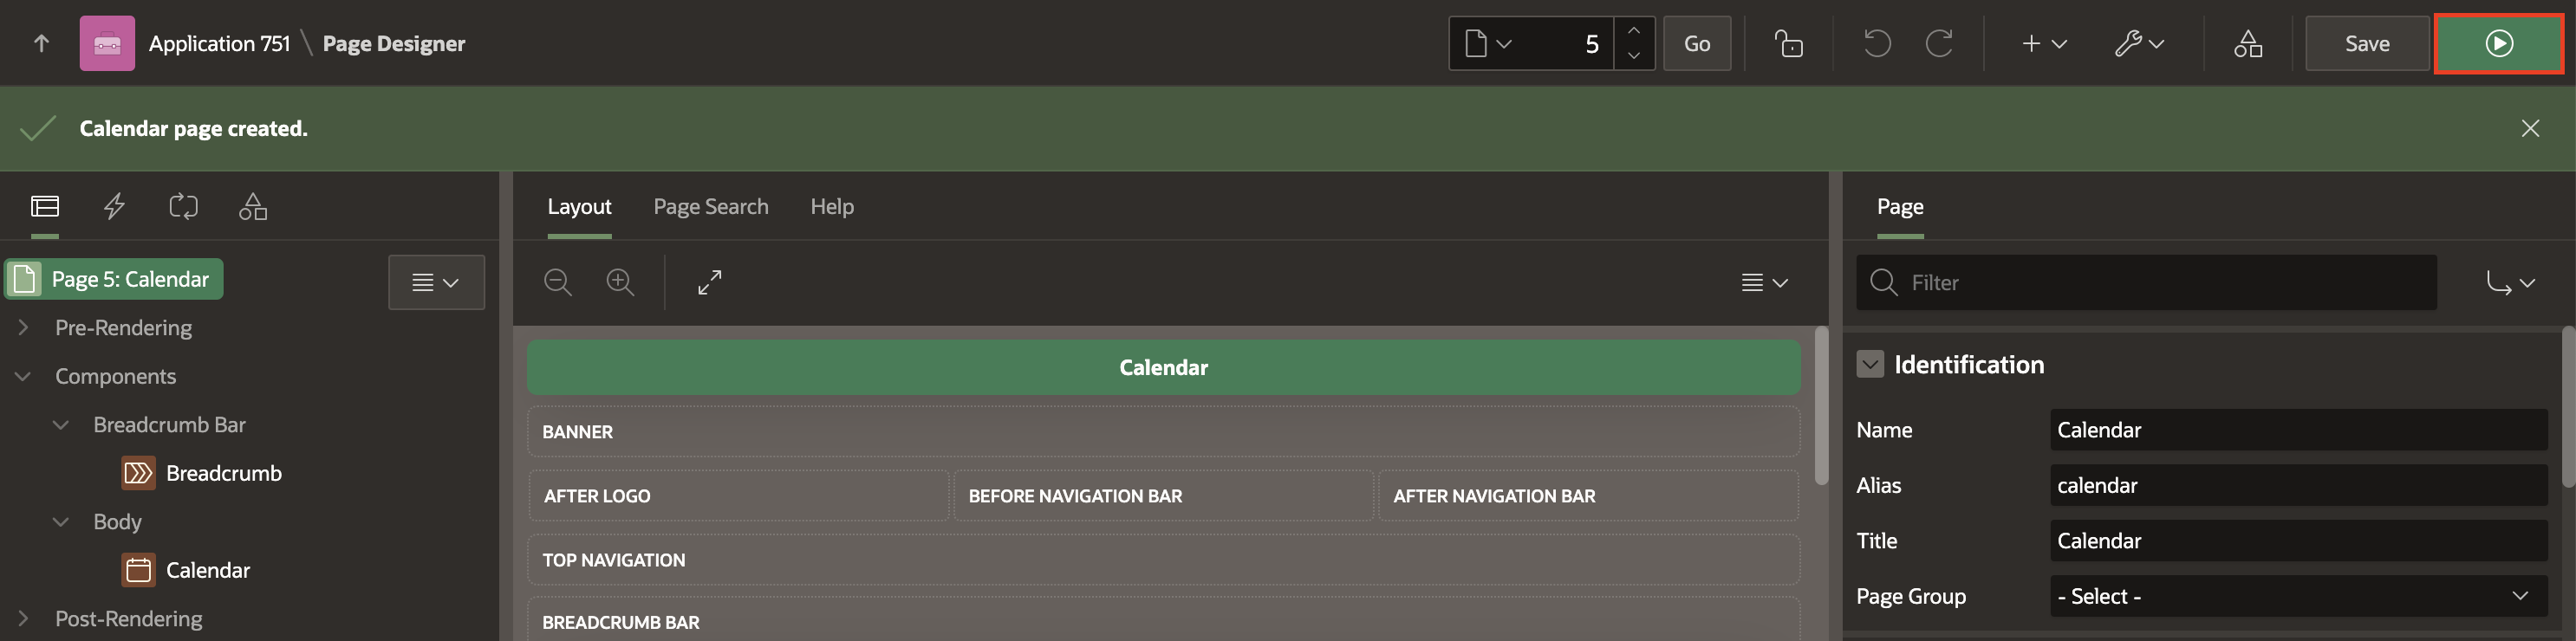 Application 751 \ Page Designer
5
Go
Save
Calendar page created.
Layout
Page Search
Help
Page
Page 5: Calendar
Pre-Rendering
Components
Breadcrumb Bar
Breadcrumb
Body
Calendar
Post-Rendering
Calendar
BANNER
AFTER LOGO
BEFORE NAVIGATION BAR
AFTER NAVIGATION BAR
TOP NAVIGATION
BREADCRUMB BAR
Filter
Identification
Name Calendar
Alias calendar
Title Calendar
Page Group - Select -